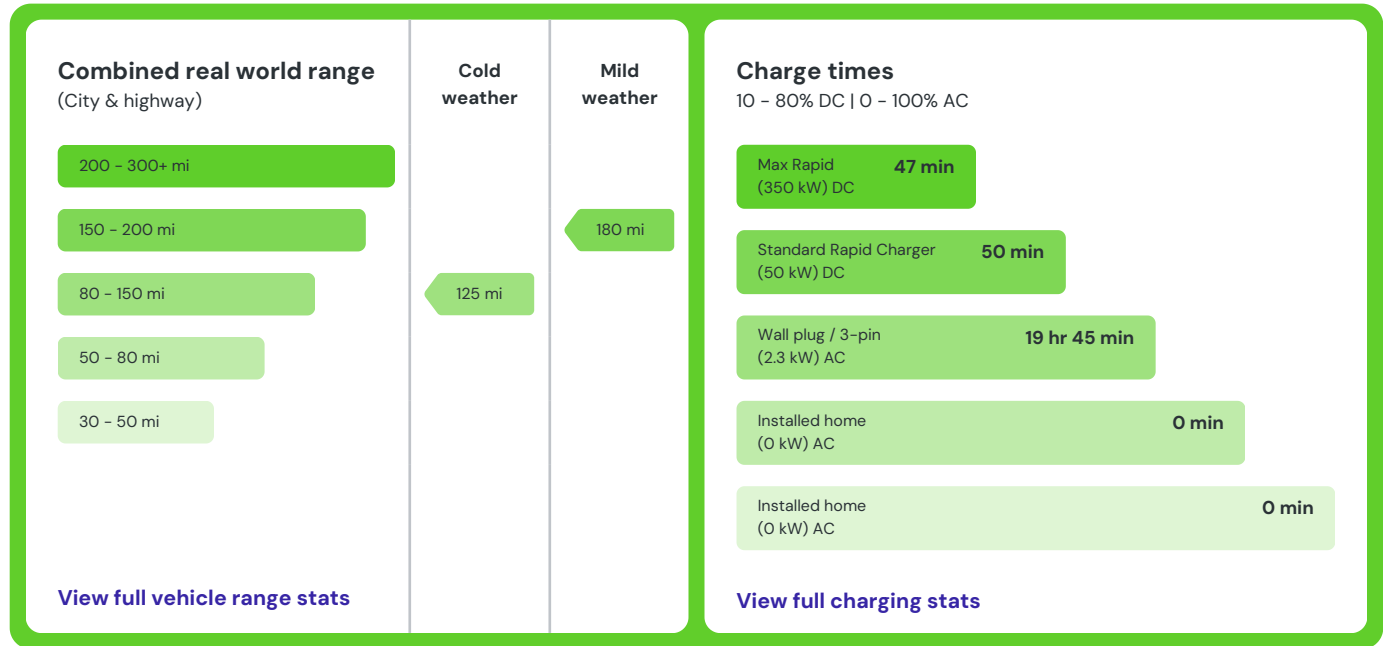 Combined real world range
(City & highway)
Cold
weather
Mild
weather
200 - 300+ mi
150 - 200 mi
180 mi
80 - 150 mi
125 mi
50 - 80 mi
30 - 50 mi
View full vehicle range stats
Charge times
10 - 80% DC | 0 - 100% AC
Max Rapid
(350 kW) DC
47 min
Standard Rapid Charger
(50 kW) DC
50 min
Wall plug / 3-pin
(2.3 kW) AC
19 hr 45 min
Installed home
(0 kW) AC
0 min
Installed home
(0 kW) AC
0 min
View full charging stats